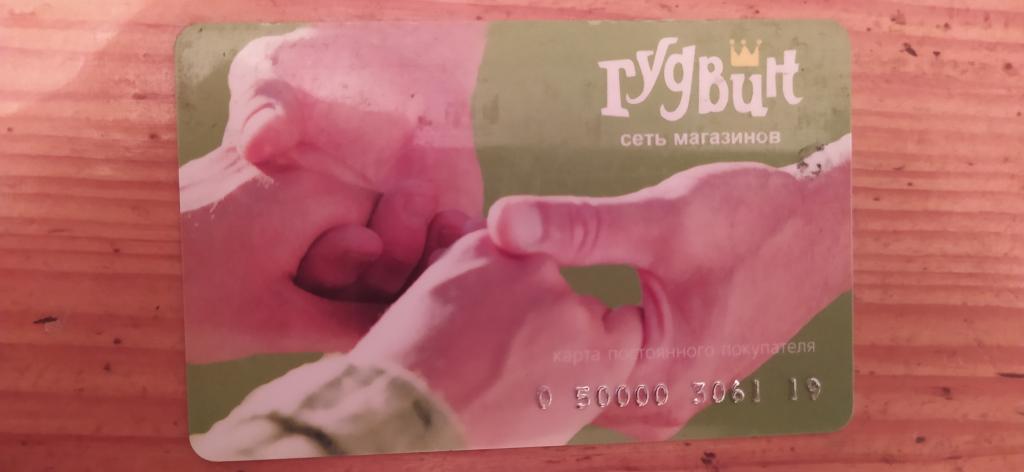 Гудвин
сеть магазинов
карта постоянного покупателя
0 50000 3061 19